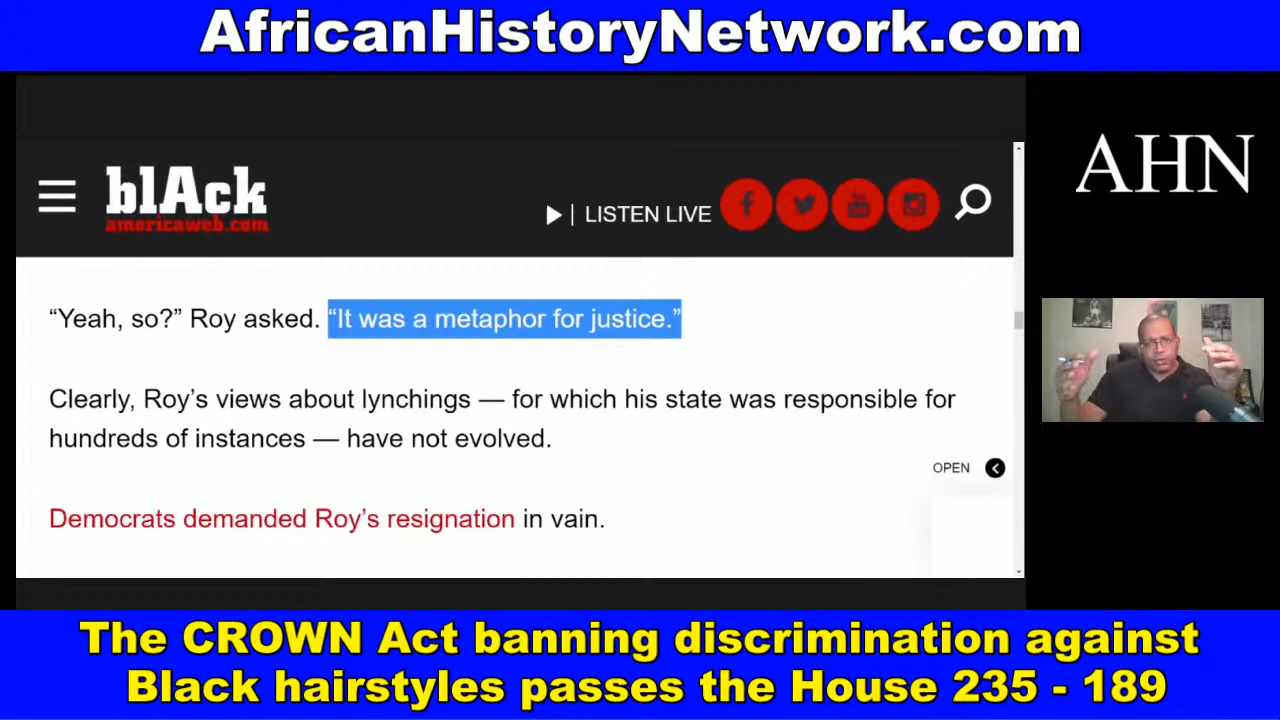 AfricanHistoryNetwork.com
AHN
blAck
americaweb.com
LISTEN LIVE
“Yeah, so?” Roy asked. “It was a metaphor for justice.”
Clearly, Roy’s views about lynchings — for which his state was responsible for
hundreds of instances — have not evolved.
OPEN
Democrats demanded Roy’s resignation in vain.
The CROWN Act banning discrimination against
Black hairstyles passes the House 235 - 189